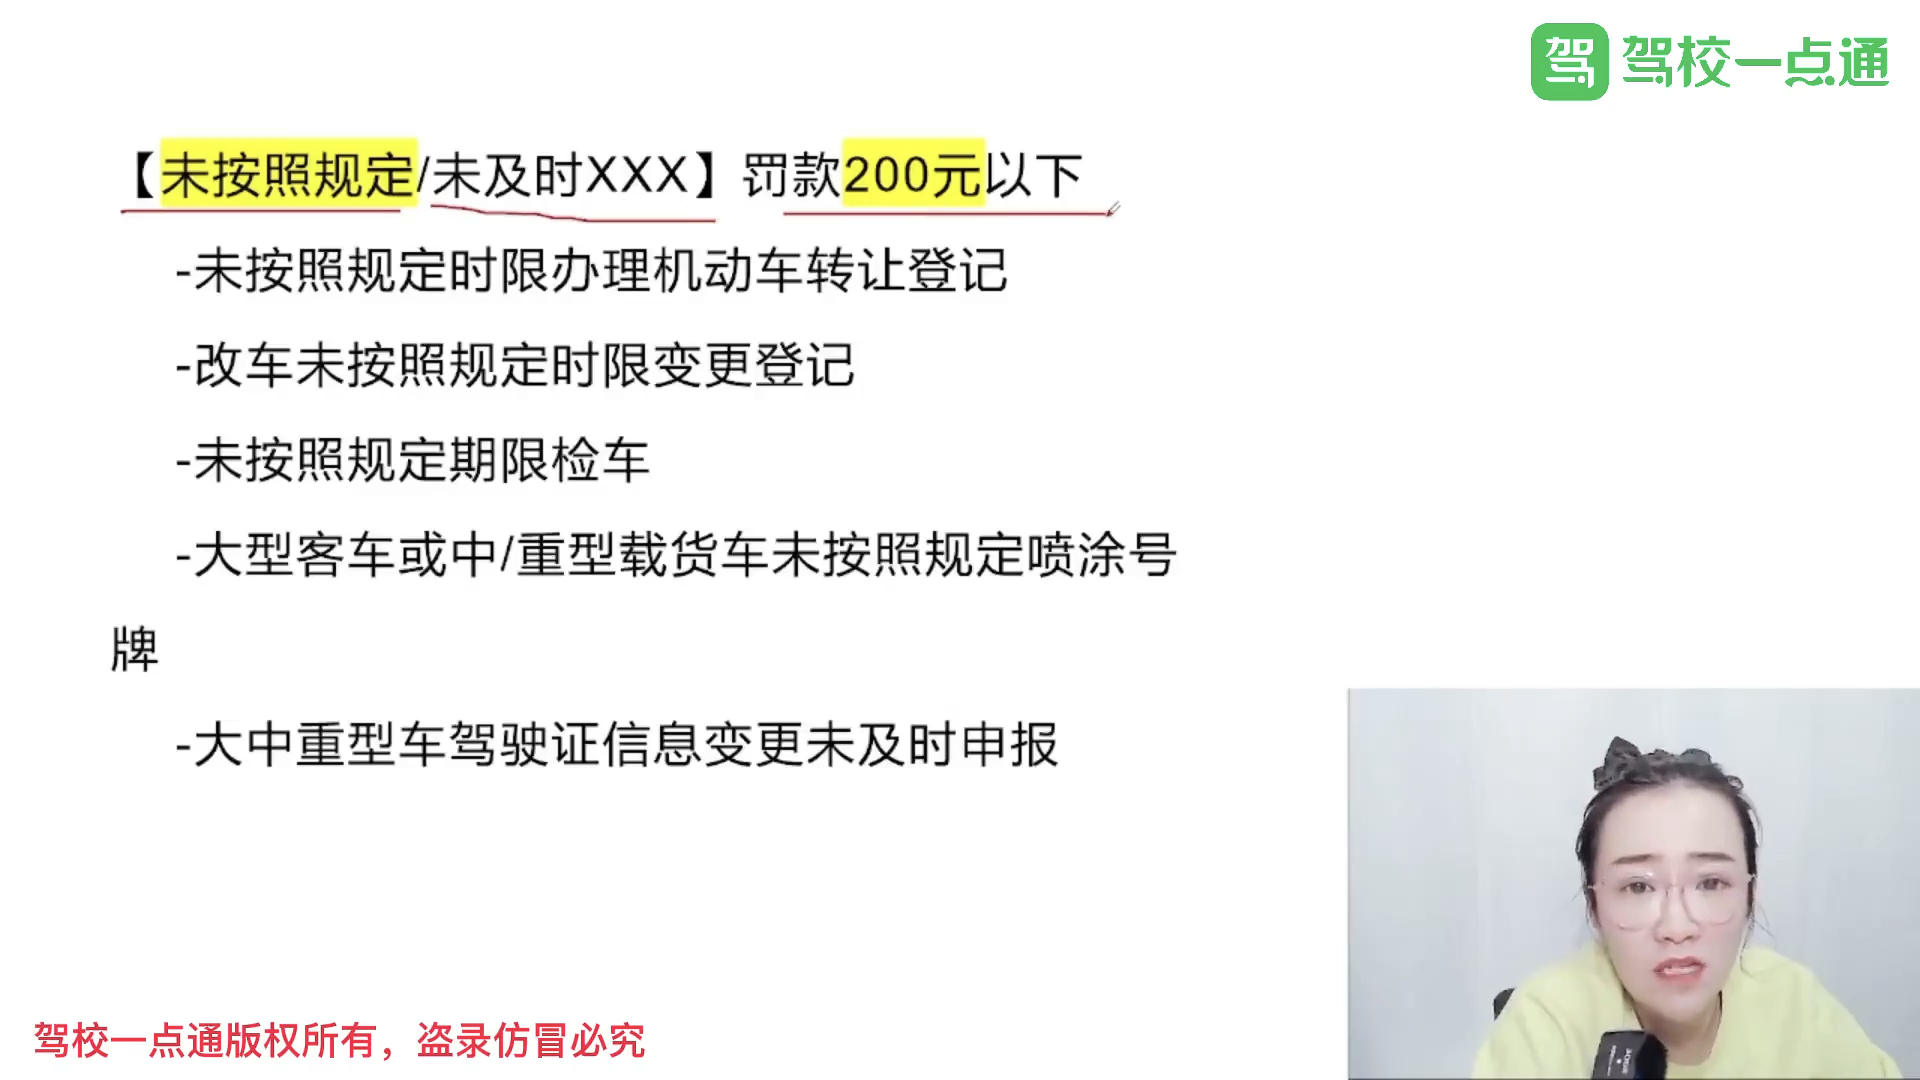 驾 驾校一点通
【未按照规定/未及时XXX】罚款200元以下
-未按照规定时限办理机动车转让登记
-改车未按照规定时限变更登记
-未按照规定期限检车
-大型客车或中/重型载货车未按照规定喷涂号
牌
-大中重型车驾驶证信息变更未及时申报
驾校一点通版权所有，盗录仿冒必究